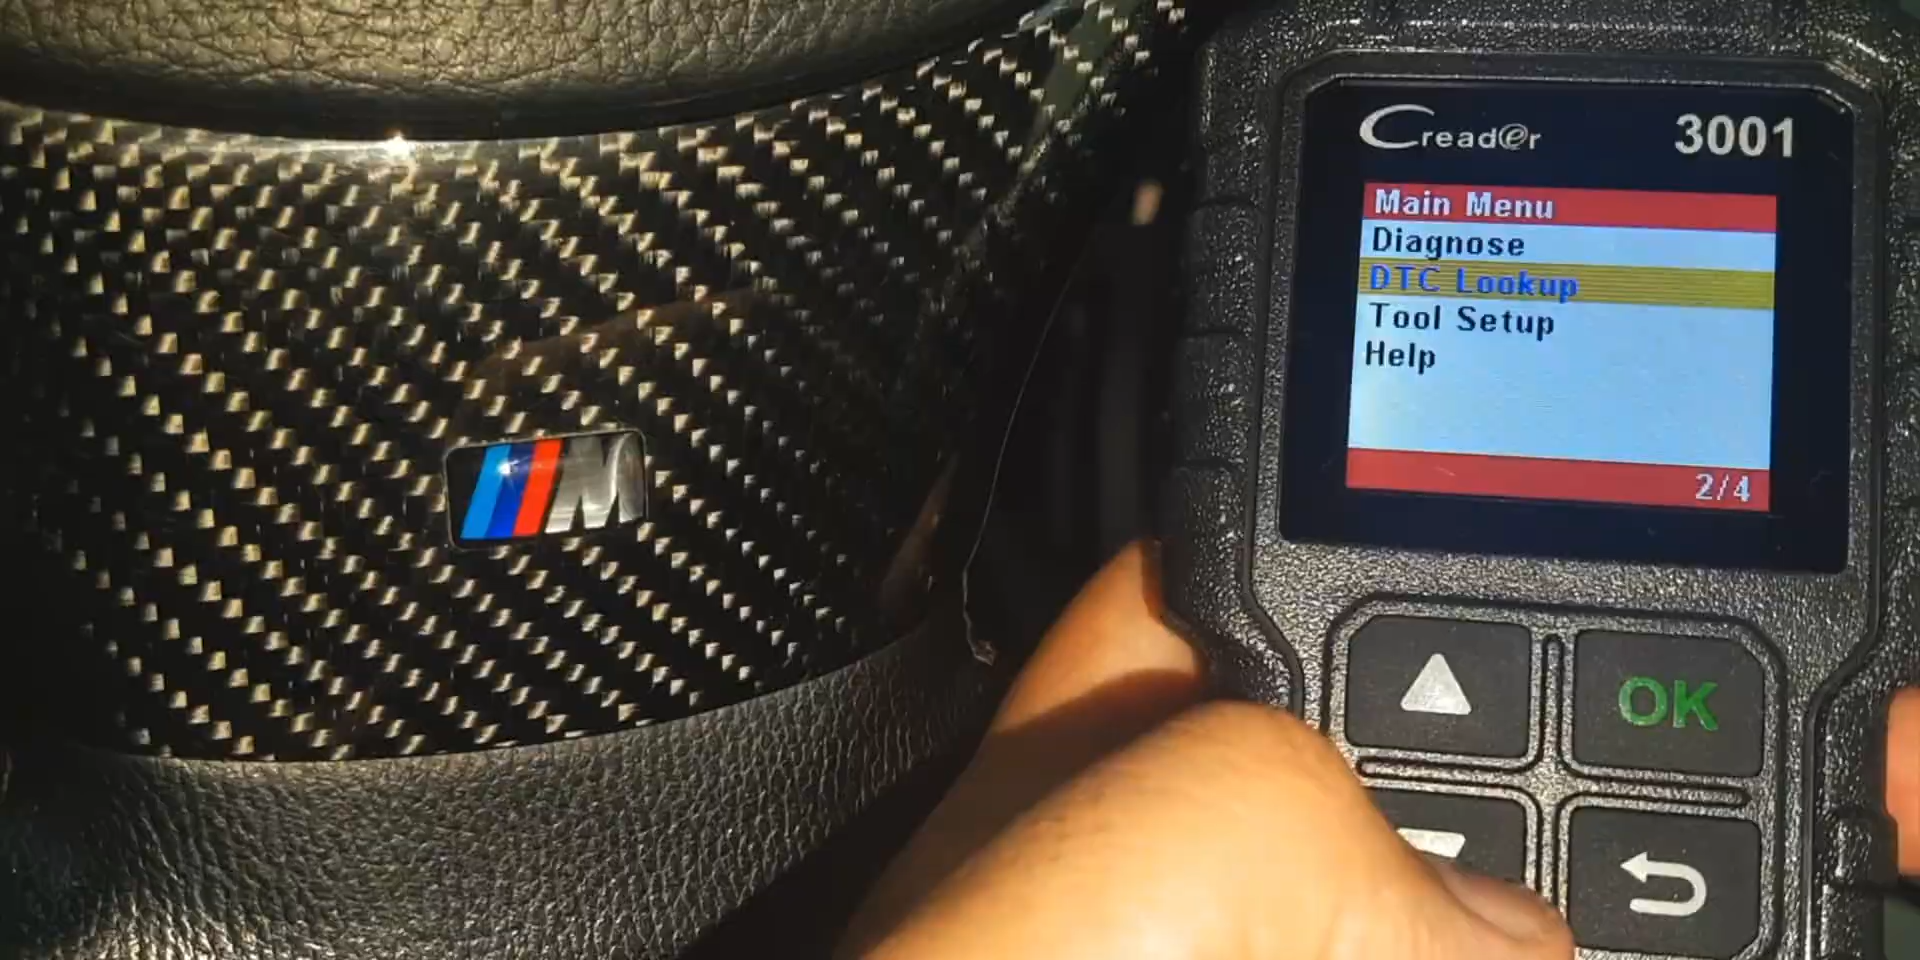 M
Creader
3001
Main Menu
Diagnose
DTC Lookup
Tool Setup
Help
2/4
OK